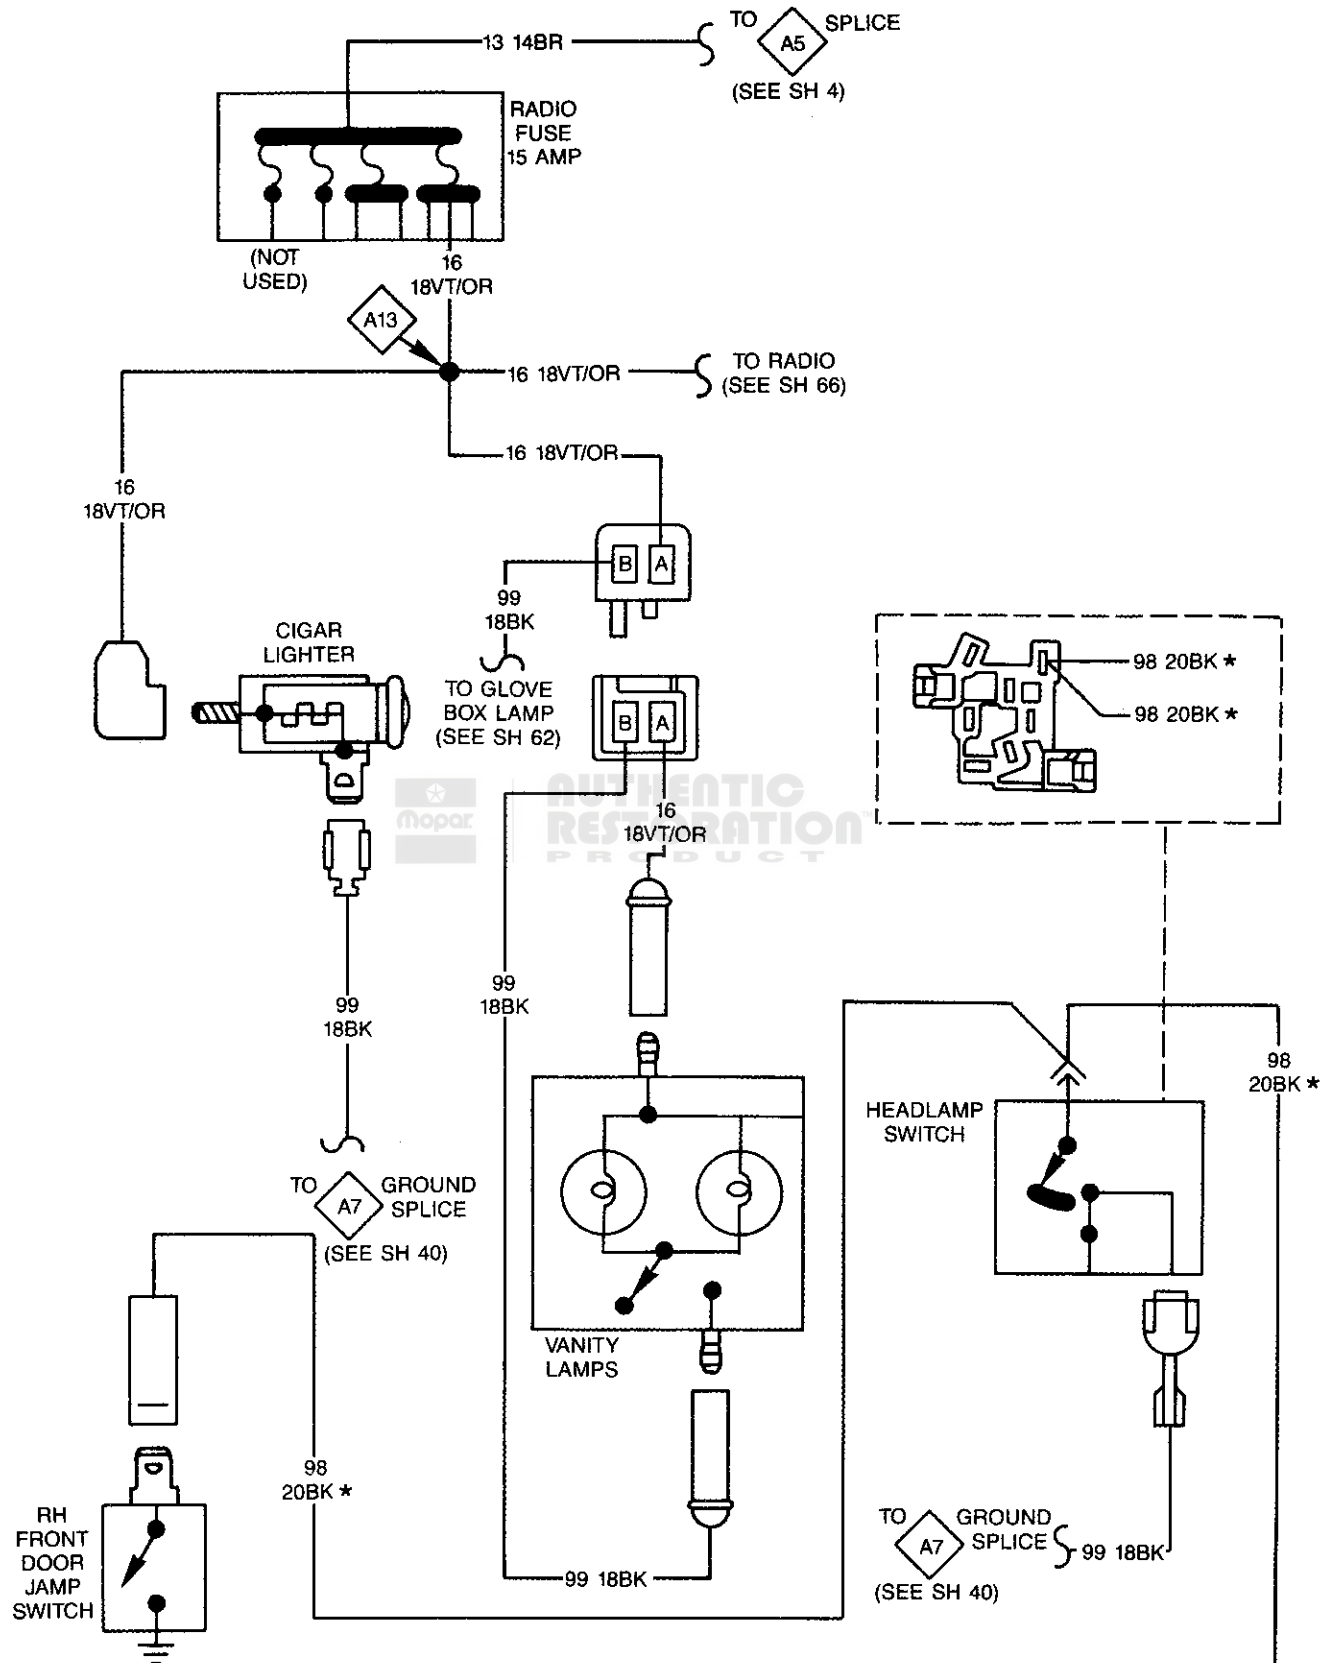 13 14BR
TO A5 SPLICE
(SEE SH 4)
RADIO
FUSE
15 AMP
(NOT
USED)
16
18VT/OR
A13
16 18VT/OR
TO RADIO
(SEE SH 66)
16 18VT/OR
16
18VT/OR
B A
99
18BK
CIGAR
LIGHTER
TO GLOVE
BOX LAMP
(SEE SH 62)
B A
98 20BK *
98 20BK *
Mopar
AUTHENTIC
RESTORATION
PRODUCT
16
18VT/OR
99
18BK
99
18BK
98
20BK *
HEADLAMP
SWITCH
TO A7 GROUND
SPLICE
(SEE SH 40)
VANITY
LAMPS
98
20BK *
RH
FRONT
DOOR
JAMP
SWITCH
99 18BK
TO A7 GROUND
SPLICE
(SEE SH 40)
99 18BK